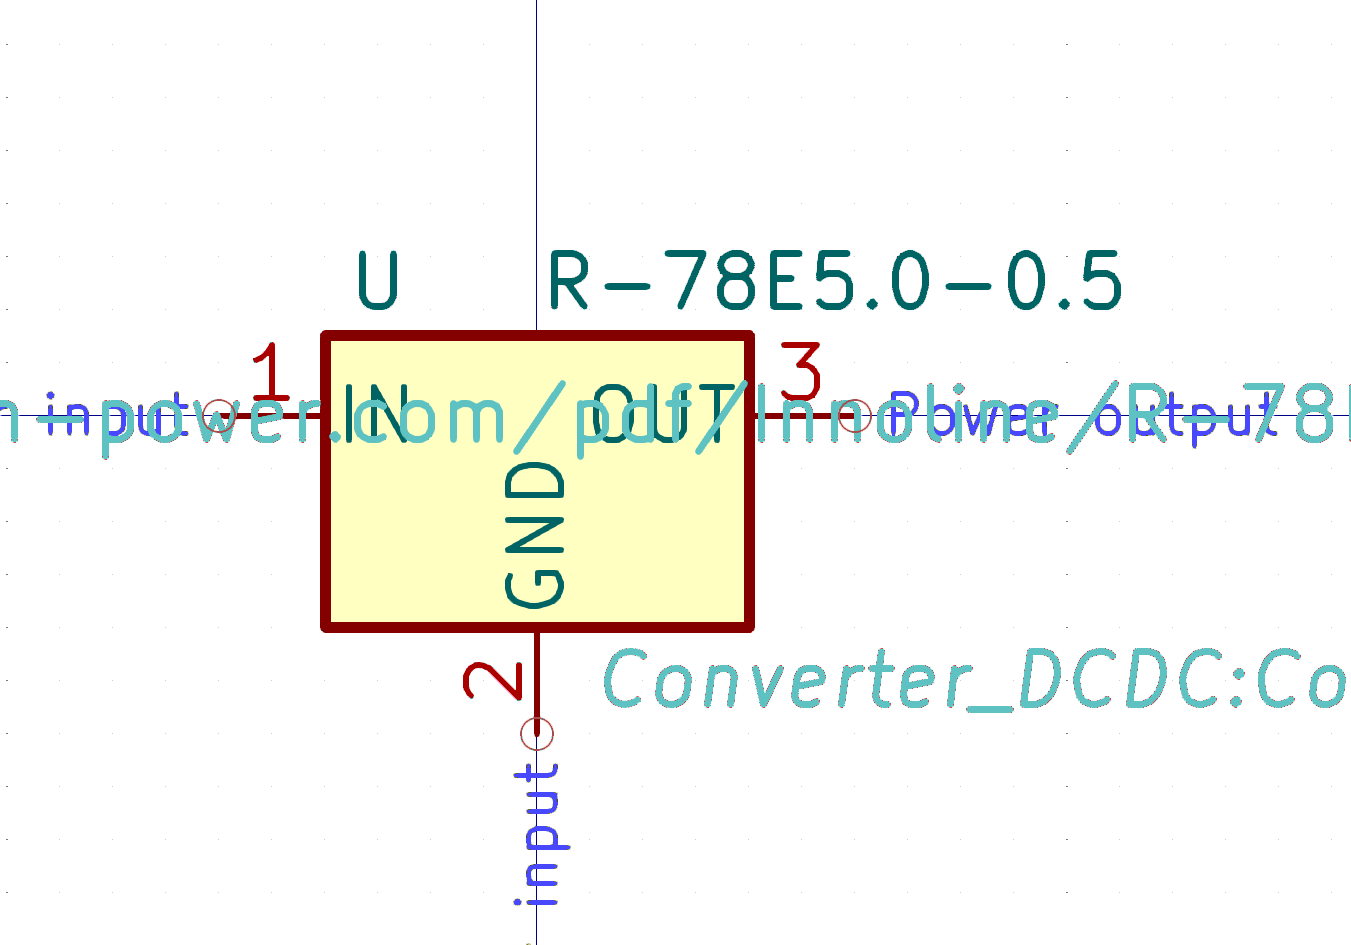 U
R-78E5.0-0.5
1
3
input
n-power.com/pdf/Innoline/R-78
Power output
IN
OUT
GND
2
Converter_DCDC:Co
input